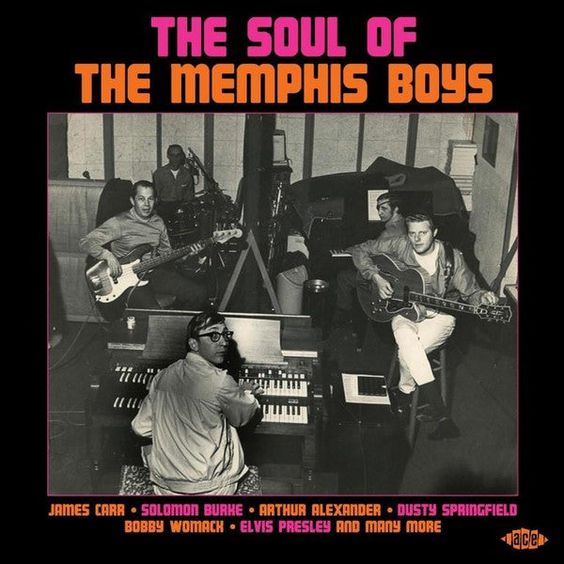 THE SOUL OF
THE MEMPHIS BOYS
JAMES CARR • SOLOMON BURKE • ARTHUR ALEXANDER • DUSTY SPRINGFIELD
BOBBY WOMACK • ELVIS PRESLEY AND MANY MORE
ace